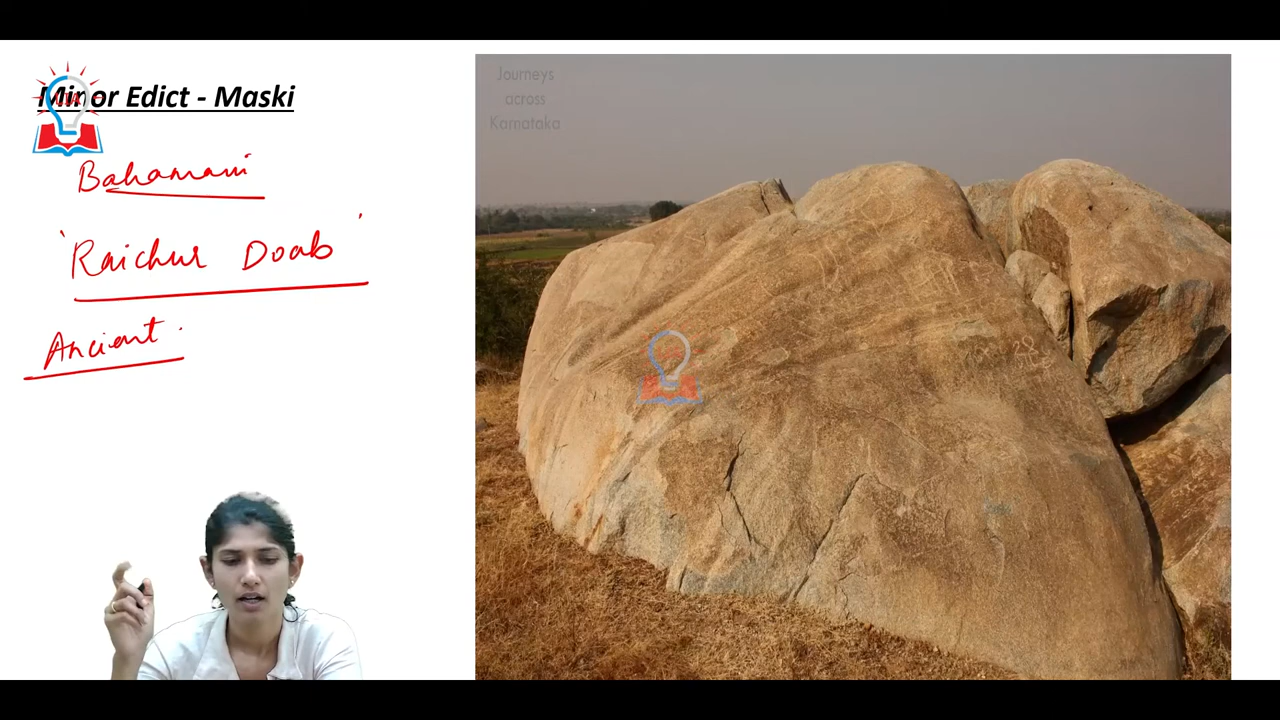 Minor Edict - Maski
Bahamani
'Raichur Doab'
Ancient
Journeys
across
Karnataka